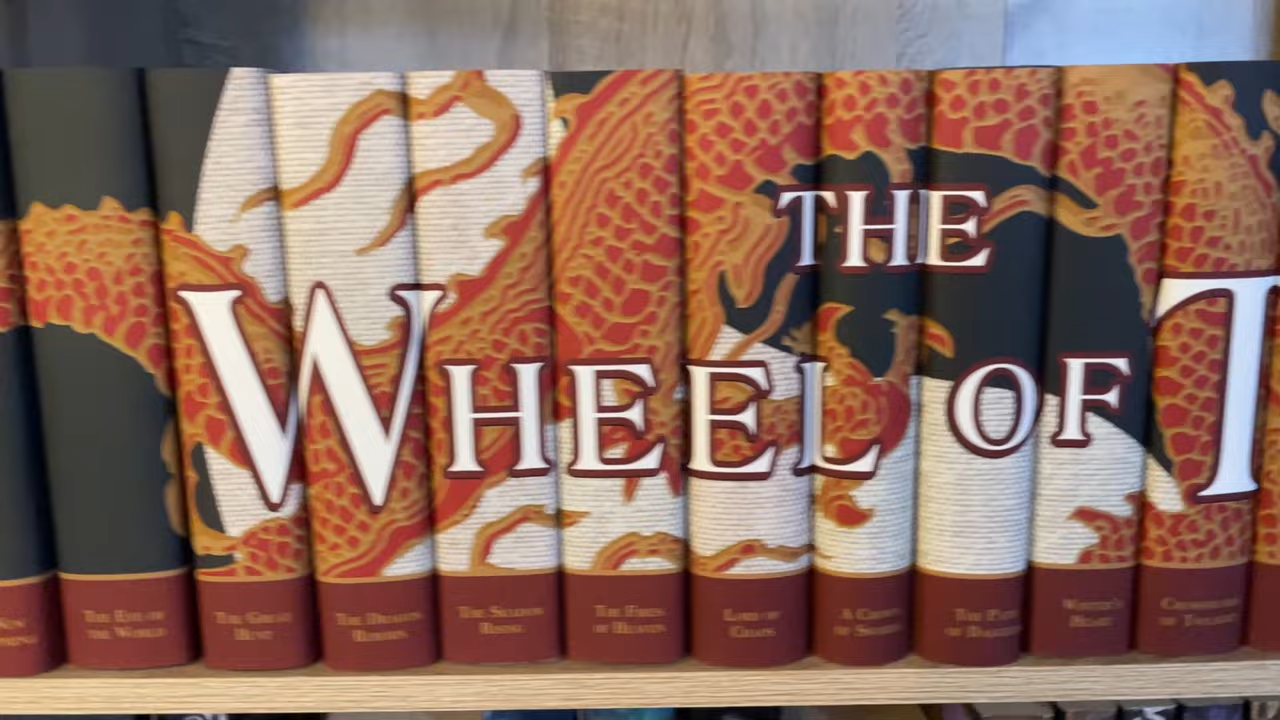 THE
WHEEL OF T
THE EYE OF
THE WORLD
THE GREAT
HUNT
THE DRAGON
REBORN
THE SHADOW
RISING
THE FIRES
OF HEAVEN
LORD OF
CHAOS
A CROWN
OF SWORDS
THE PATH
OF DAGGERS
WINTER'S
HEART
CROSSROADS
OF TWILIGHT